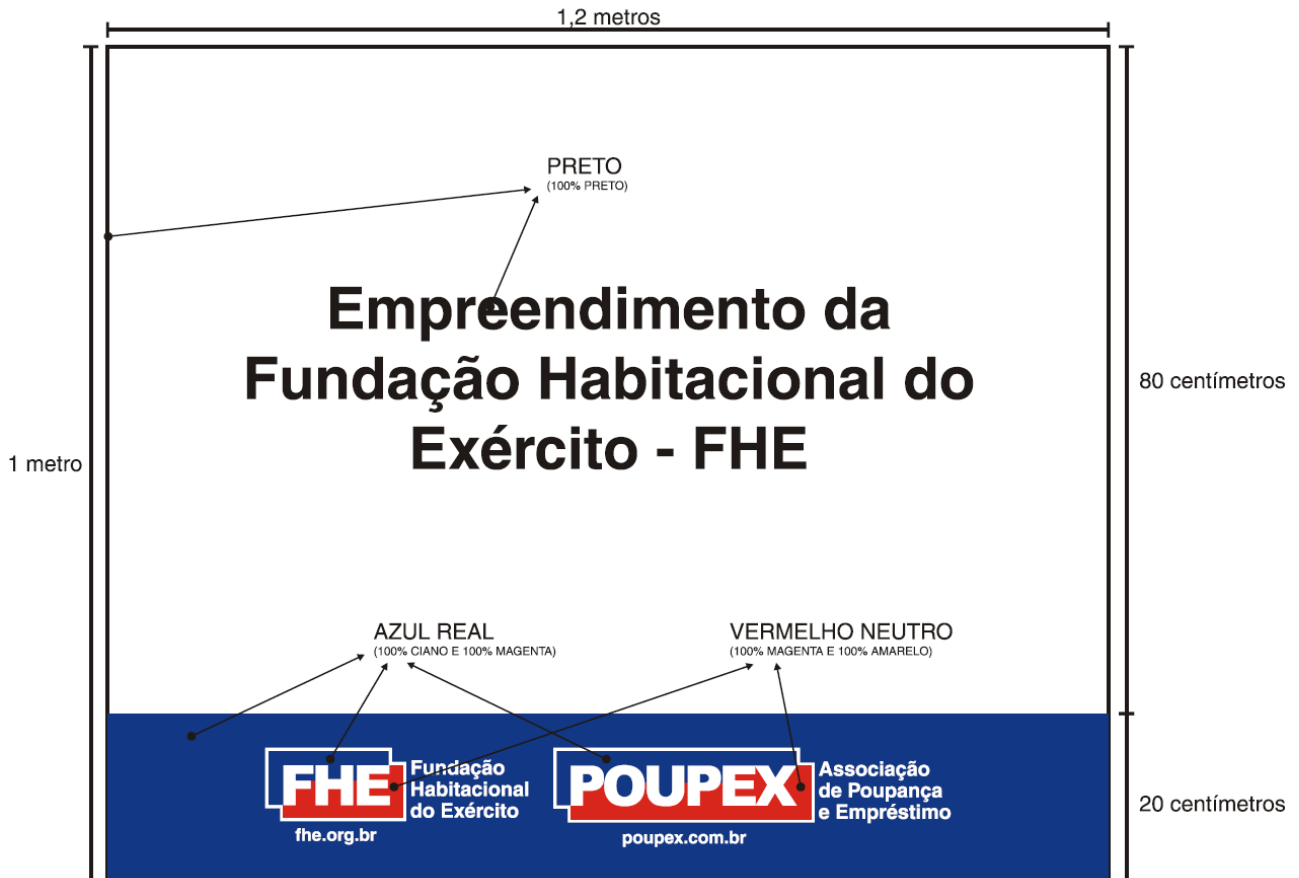 1,2 metros
PRETO
(100% PRETO)
Empreendimento da
Fundação Habitacional do
Exército - FHE
80 centímetros
1 metro
AZUL REAL
(100% CIANO E 100% MAGENTA)
VERMELHO NEUTRO
(100% MAGENTA E 100% AMARELO)
FHE
Fundação
Habitacional
do Exército
fhe.org.br
POUPEX
Associação
de Poupança
e Empréstimo
poupex.com.br
20 centímetros